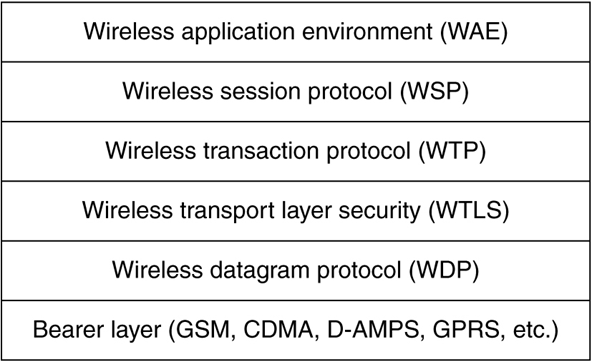 Wireless application environment (WAE)
Wireless session protocol (WSP)
Wireless transaction protocol (WTP)
Wireless transport layer security (WTLS)
Wireless datagram protocol (WDP)
Bearer layer (GSM, CDMA, D-AMPS, GPRS, etc.)